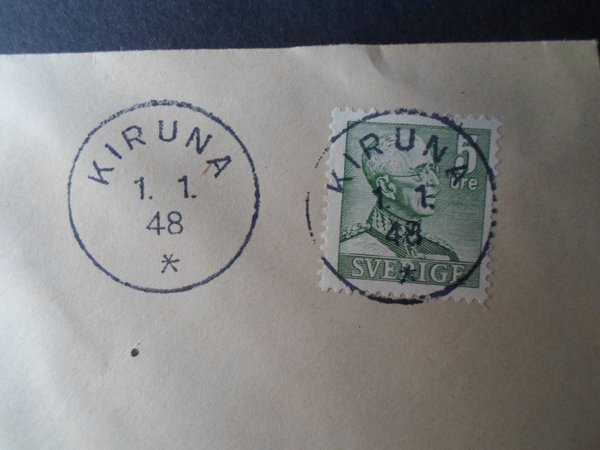 KIRUNA
1. 1.
48
*
5
öre
KIRUNA
1. 1.
48
*
SVERIGE